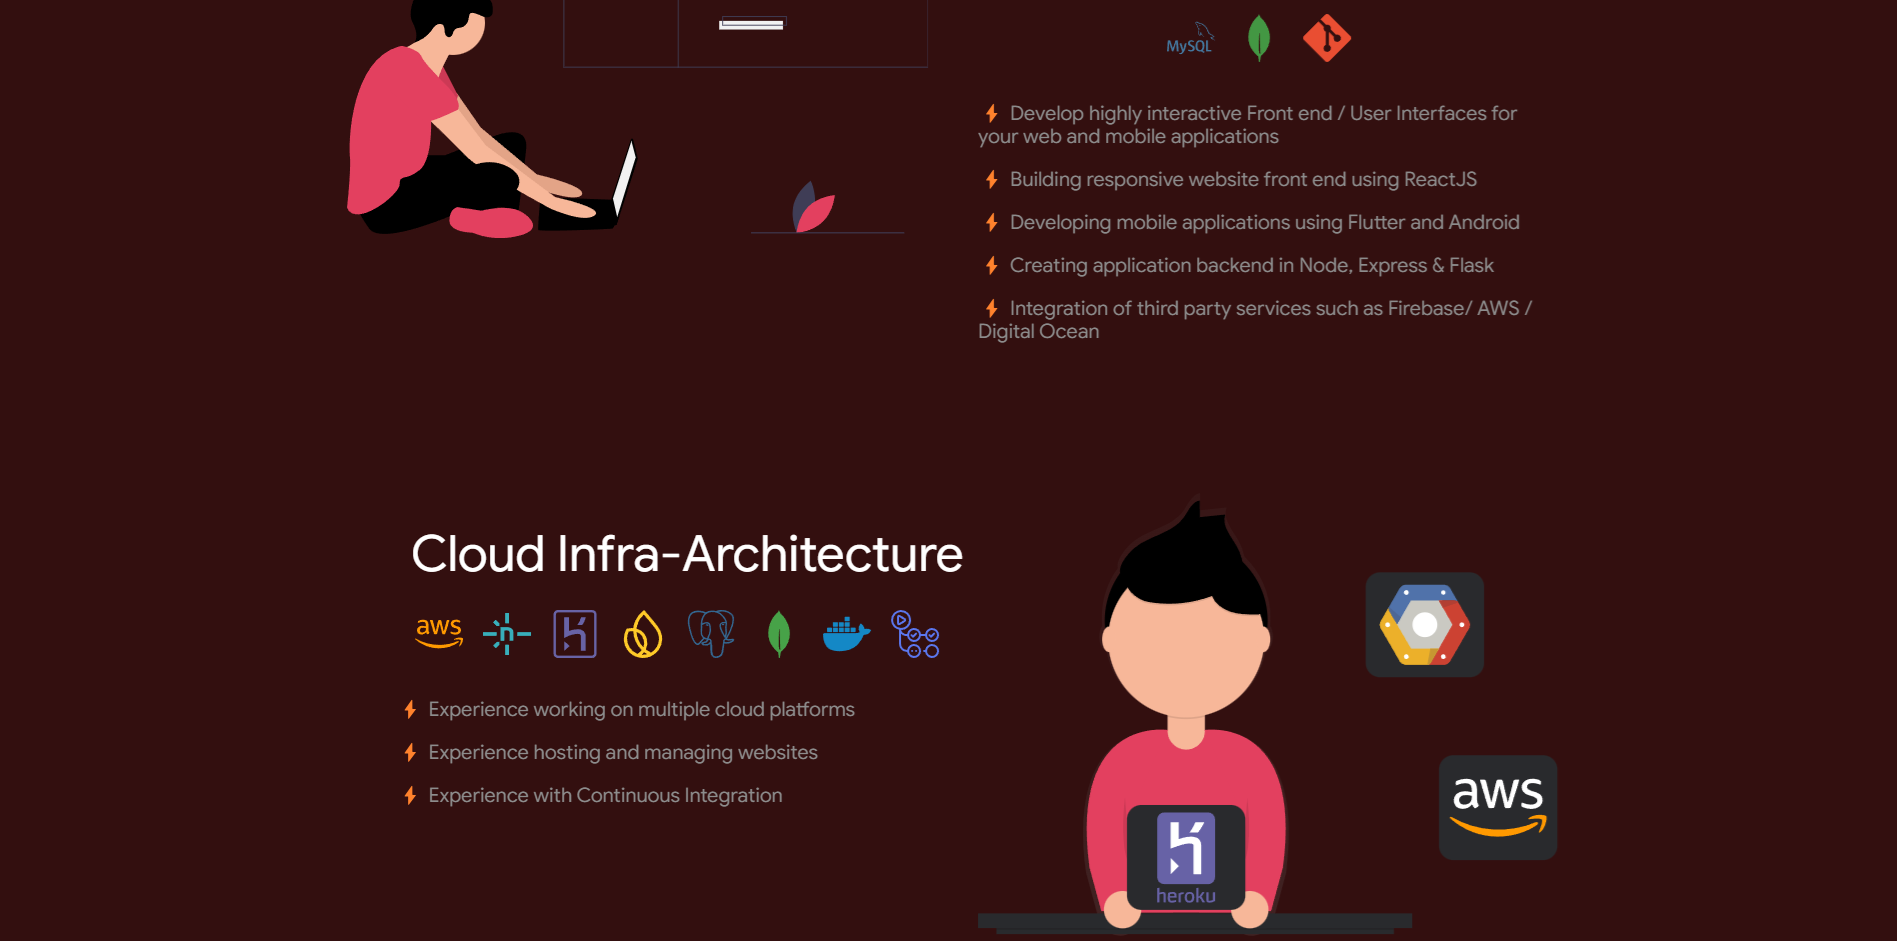 MySQL
Develop highly interactive Front end / User Interfaces for
your web and mobile applications
Building responsive website front end using ReactJS
Developing mobile applications using Flutter and Android
Creating application backend in Node, Express & Flask
Integration of third party services such as Firebase/ AWS /
Digital Ocean
Cloud Infra-Architecture
aws
n
Experience working on multiple cloud platforms
Experience hosting and managing websites
Experience with Continuous Integration
aws
heroku